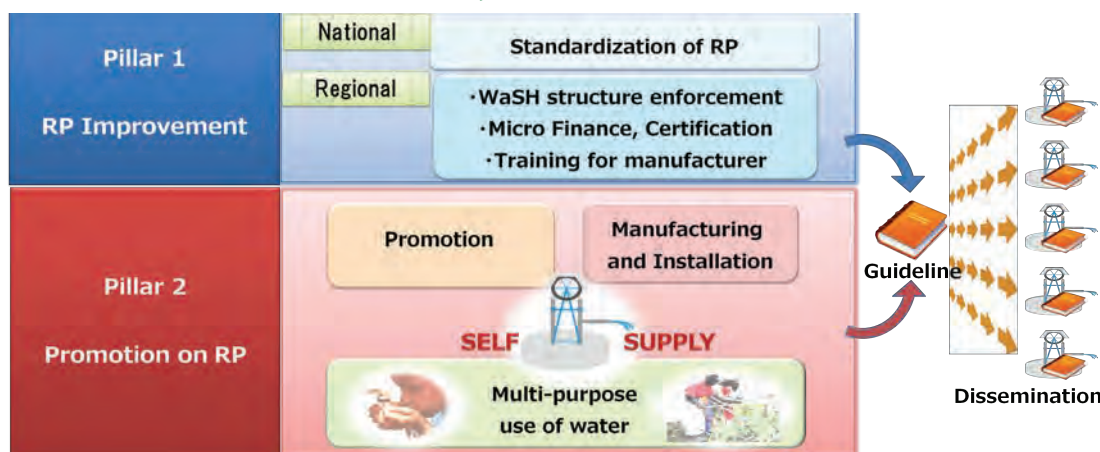 Pillar 1
RP Improvement
National
Standardization of RP
Regional
・WaSH structure enforcement
・Micro Finance, Certification
・Training for manufacturer
Pillar 2
Promotion on RP
Promotion
Manufacturing
and Installation
SELF SUPPLY
Multi-purpose
use of water
Guideline
Dissemination